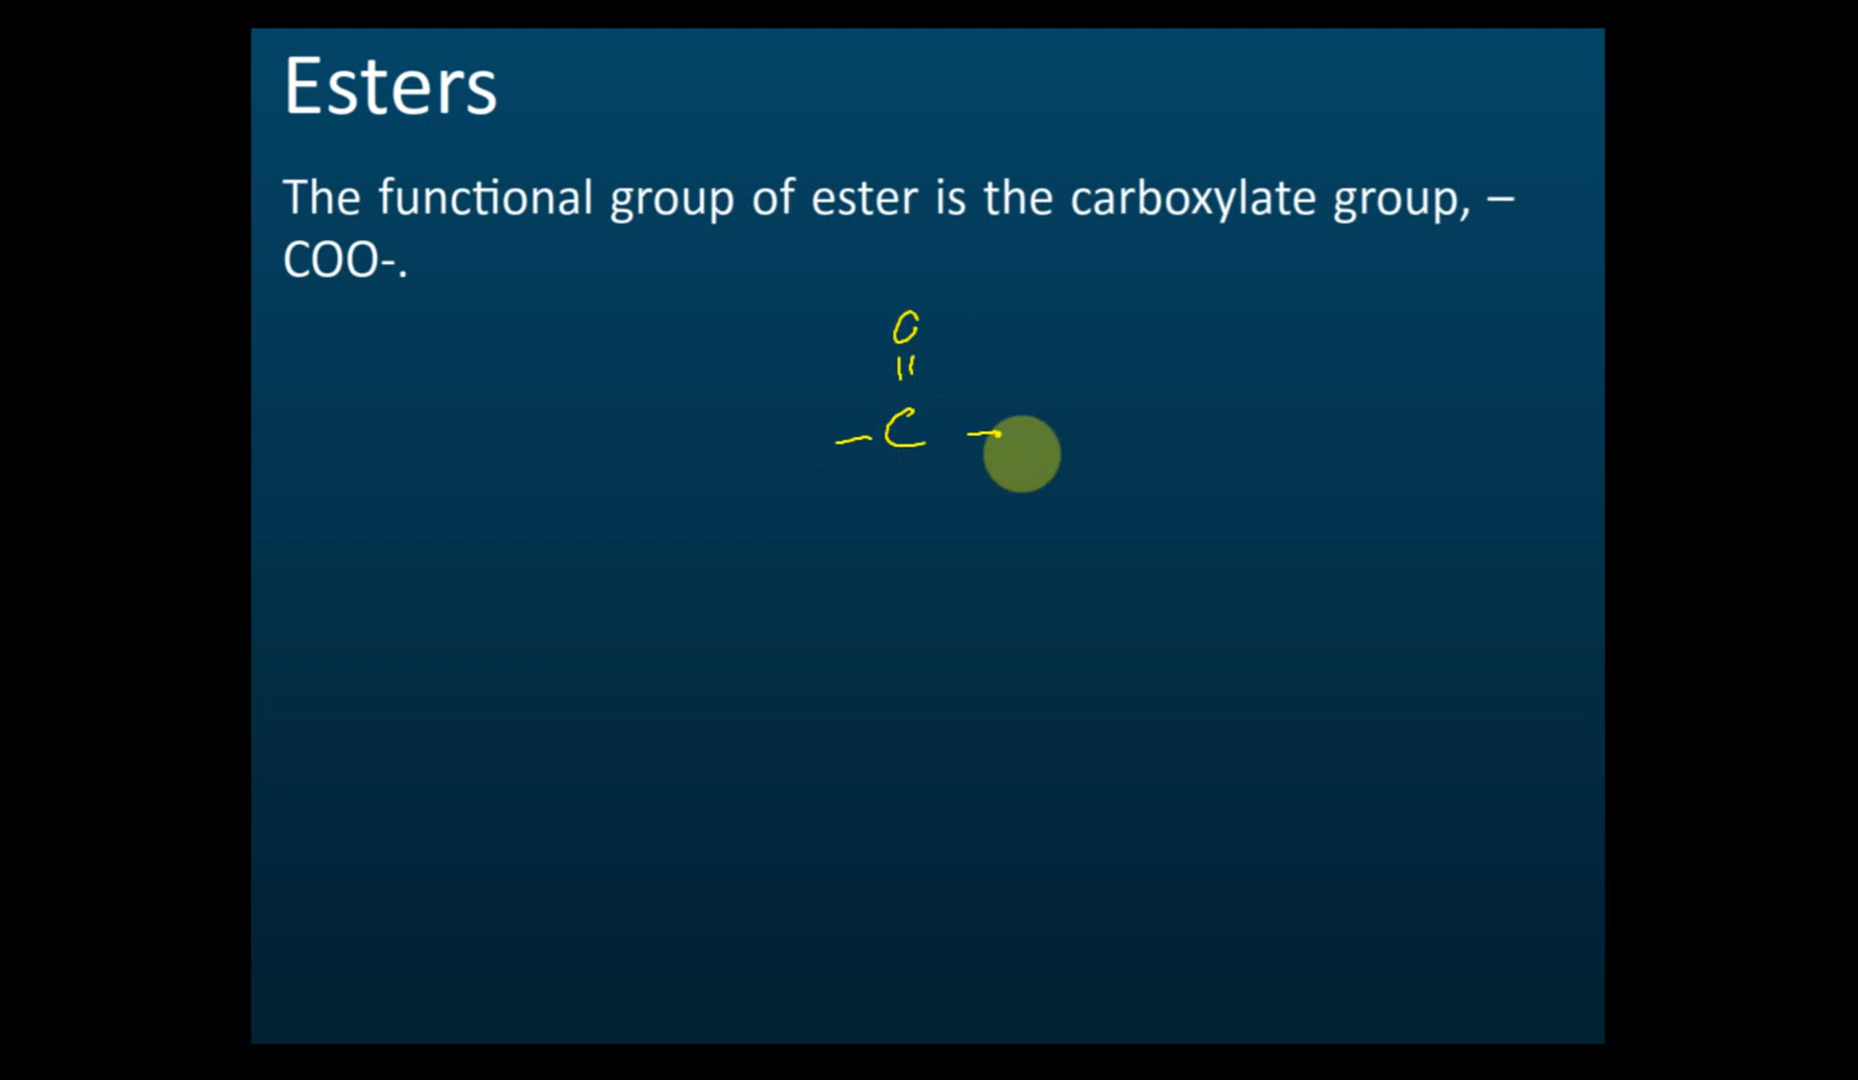 Esters
The functional group of ester is the carboxylate group, –
COO-.
O
||
– C –